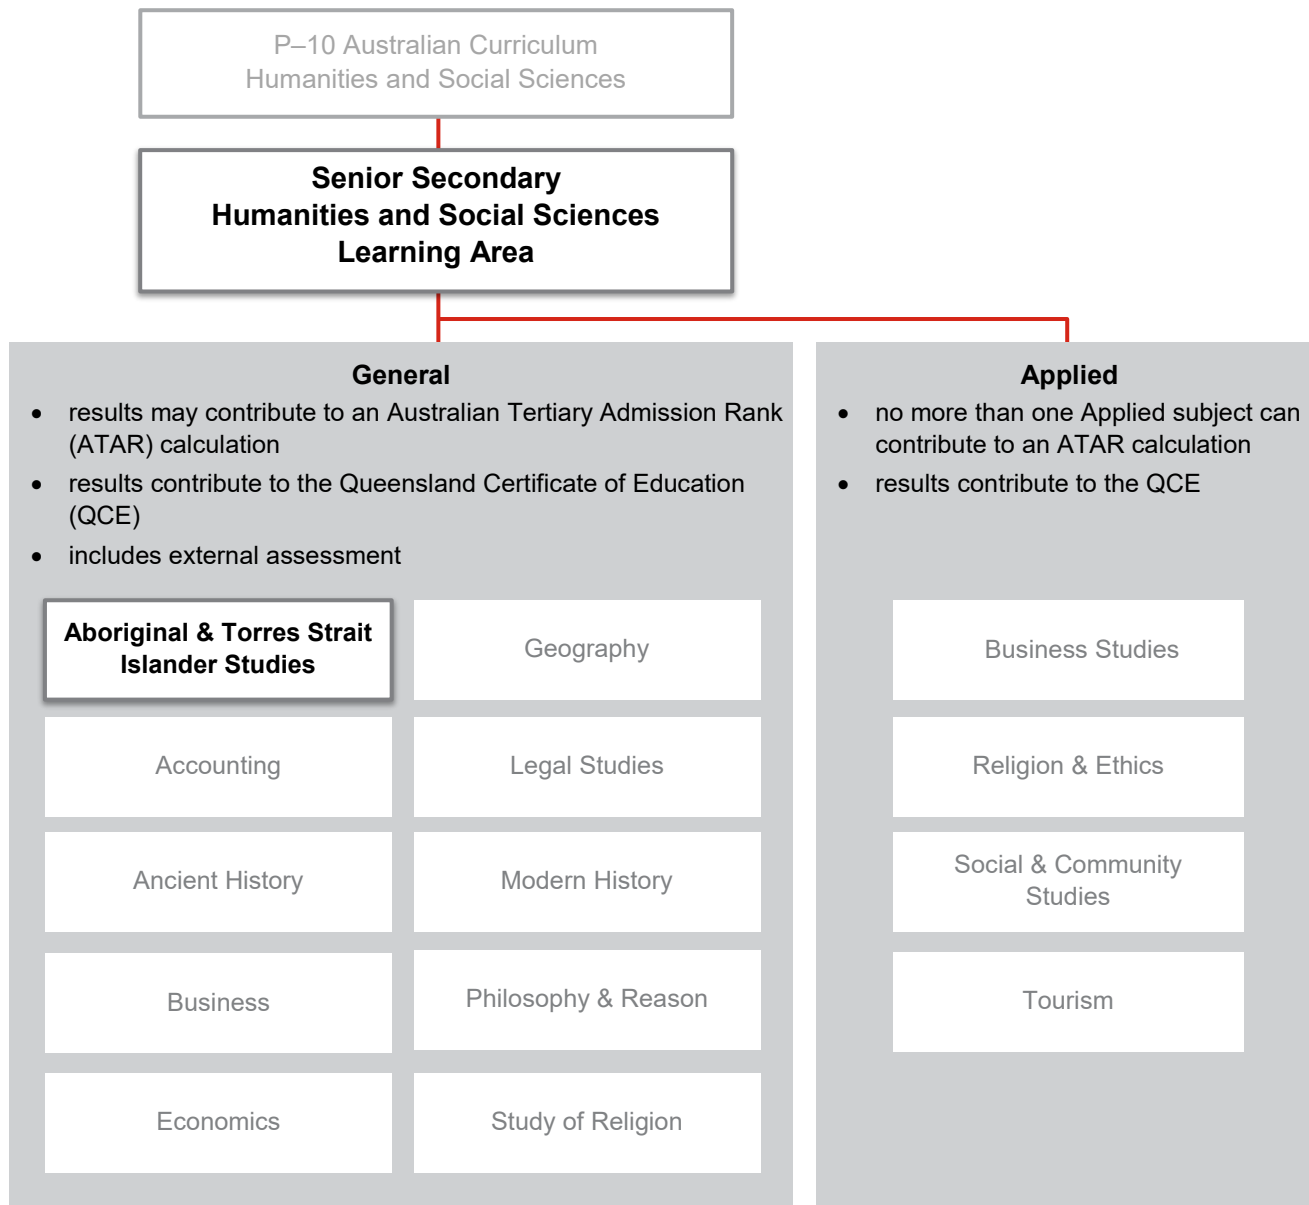 P–10 Australian Curriculum
Humanities and Social Sciences
Senior Secondary
Humanities and Social Sciences
Learning Area
General
• results may contribute to an Australian Tertiary Admission Rank
(ATAR) calculation
• results contribute to the Queensland Certificate of Education
(QCE)
• includes external assessment
Aboriginal & Torres Strait
Islander Studies
Geography
Accounting
Legal Studies
Ancient History
Modern History
Business
Philosophy & Reason
Economics
Study of Religion
Applied
• no more than one Applied subject can
contribute to an ATAR calculation
• results contribute to the QCE
Business Studies
Religion & Ethics
Social & Community
Studies
Tourism